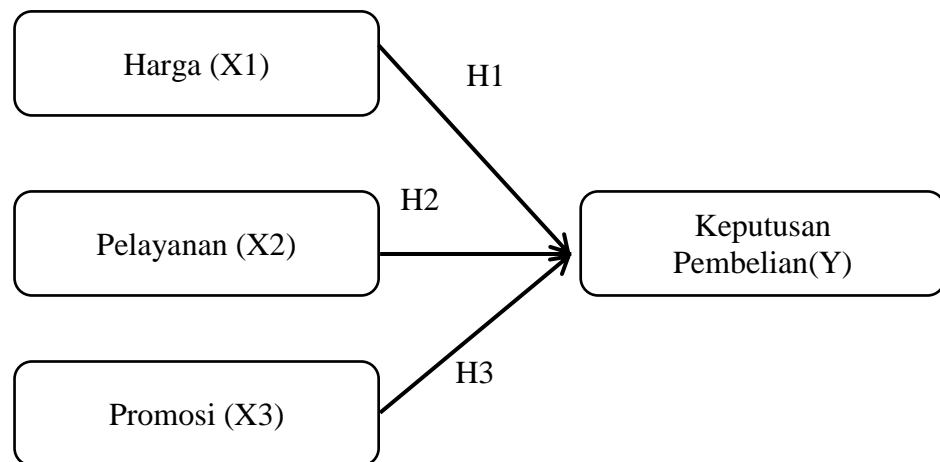 Harga (X1)
H1
H2
Pelayanan (X2)
Keputusan
Pembelian(Y)
H3
Promosi (X3)